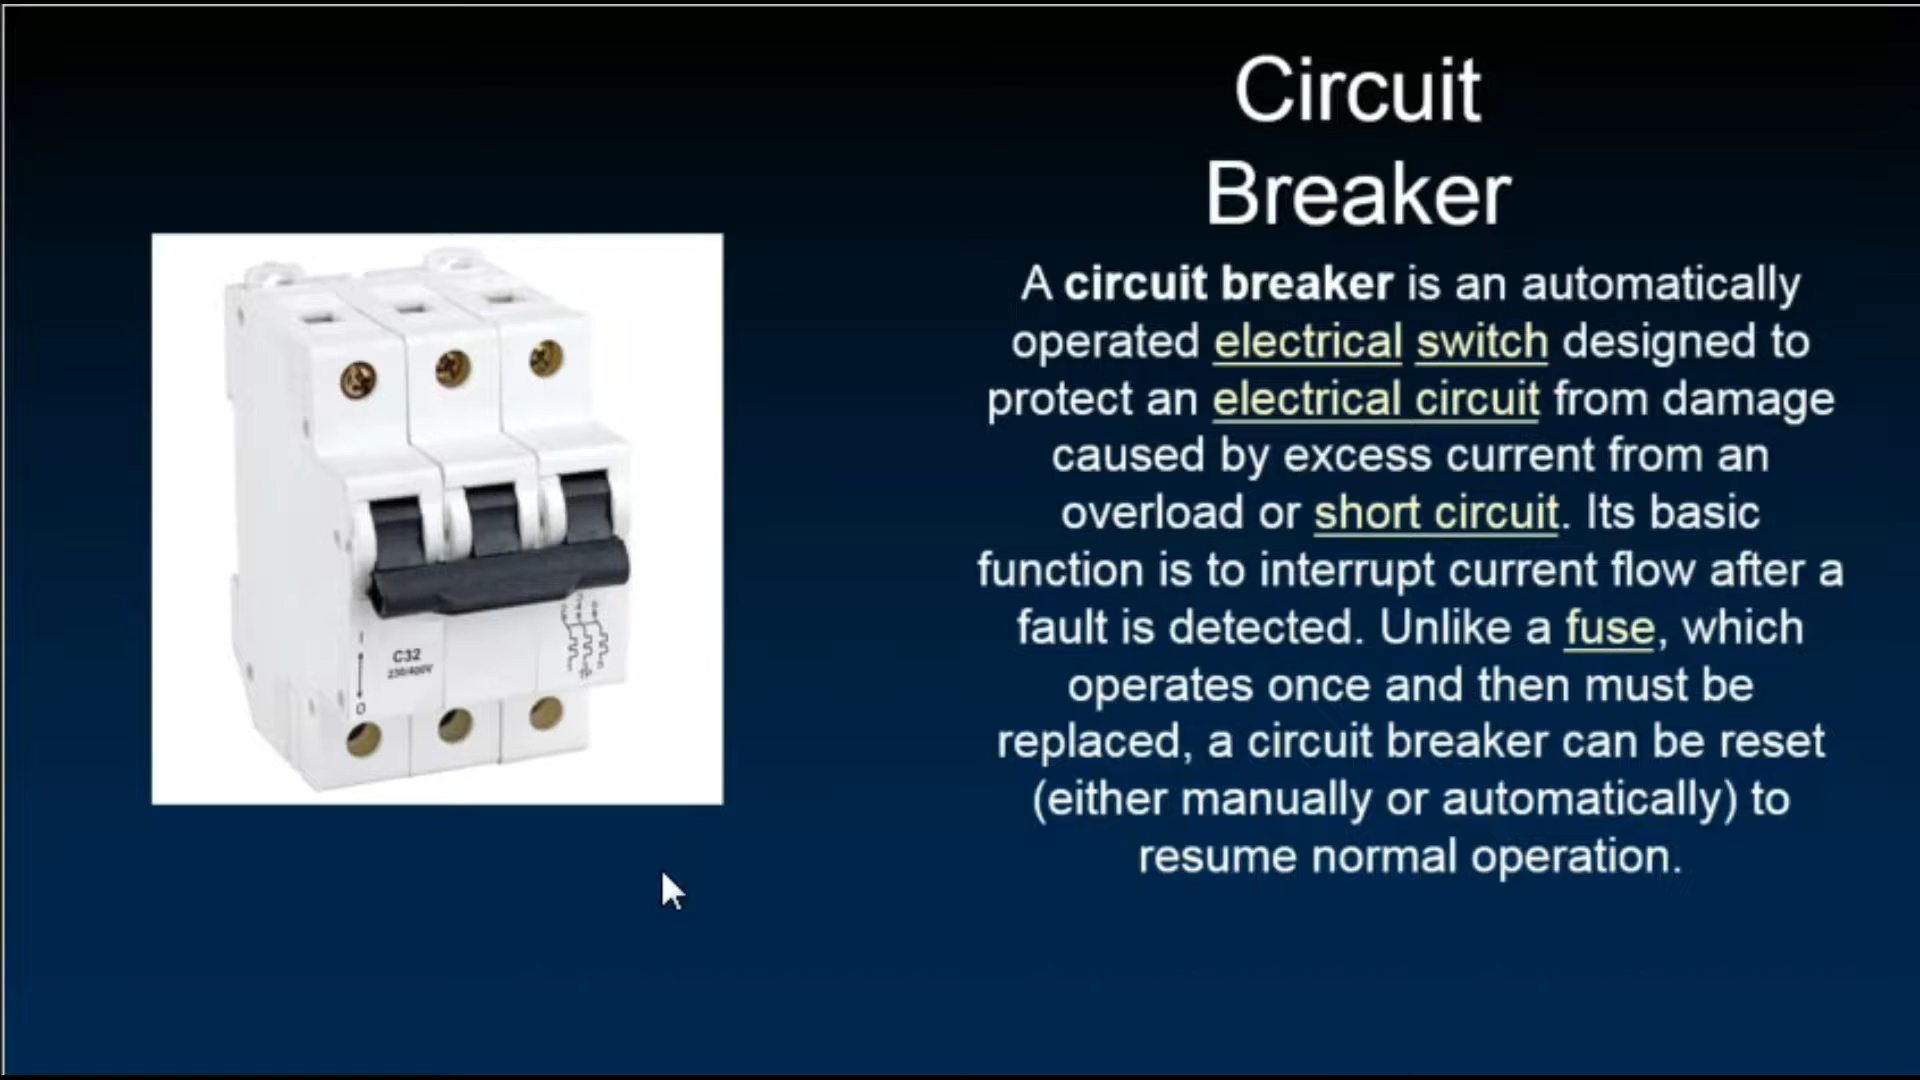 Circuit
Breaker
A circuit breaker is an automatically
operated electrical switch designed to
protect an electrical circuit from damage
caused by excess current from an
overload or short circuit. Its basic
function is to interrupt current flow after a
fault is detected. Unlike a fuse, which
operates once and then must be
replaced, a circuit breaker can be reset
(either manually or automatically) to
resume normal operation.
I
C32
230/400V
O